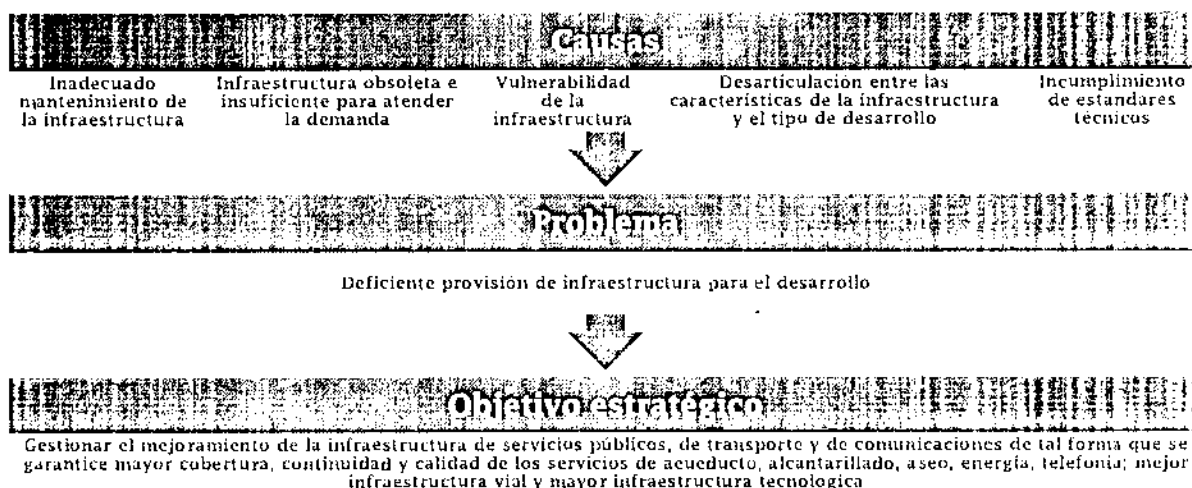 Causas
Inadecuado mantenimiento de la infraestructura
Infraestructura obsoleta e insuficiente para atender la demanda
Vulnerabilidad de la infraestructura
Desarticulación entre las características de la infraestructura y el tipo de desarrollo
Incumplimiento de estandares técnicos
Problema
Deficiente provisión de infraestructura para el desarrollo
Objetivo estratégico
Gestionar el mejoramiento de la infraestructura de servicios públicos, de transporte y de comunicaciones de tal forma que se
garantice mayor cobertura, continuidad y calidad de los servicios de acueducto, alcantarillado, aseo, energía, telefonía; mejor
infraestructura vial y mayor infraestructura tecnologica